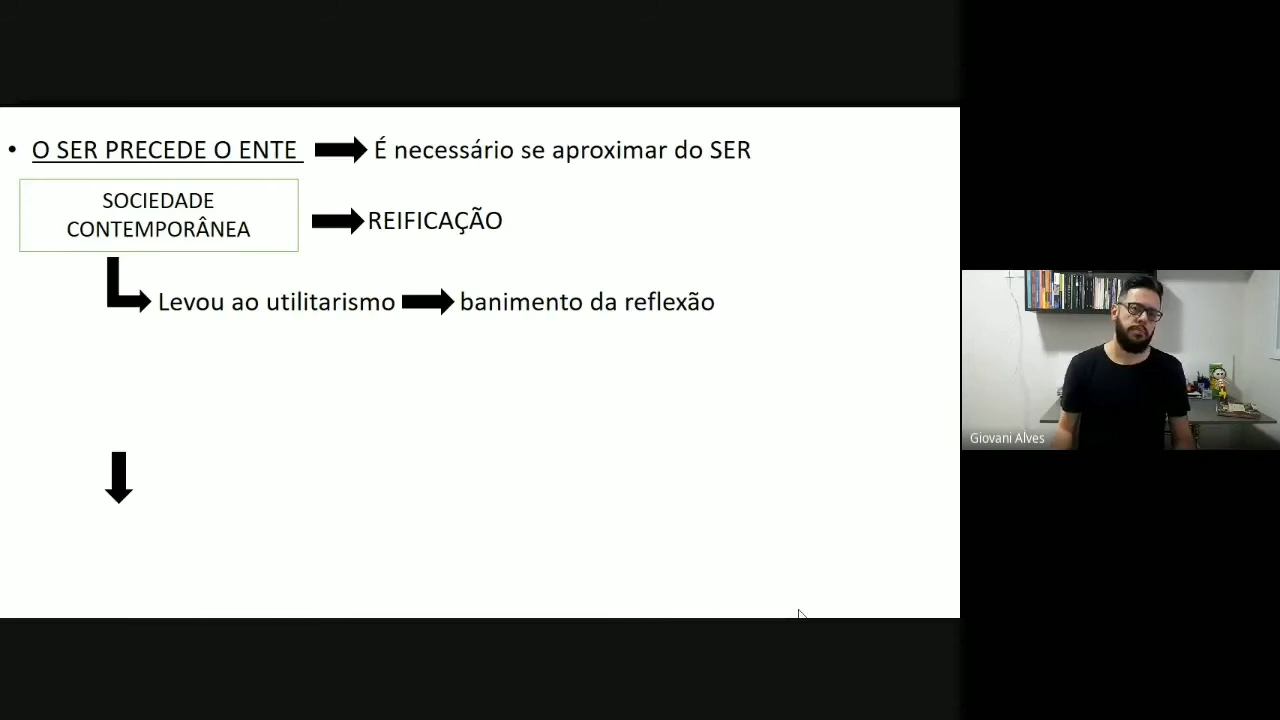 • O SER PRECEDE O ENTE É necessário se aproximar do SER
SOCIEDADE
CONTEMPORÂNEA
REIFICAÇÃO
Levou ao utilitarismo banimento da reflexão
Giovani Alves